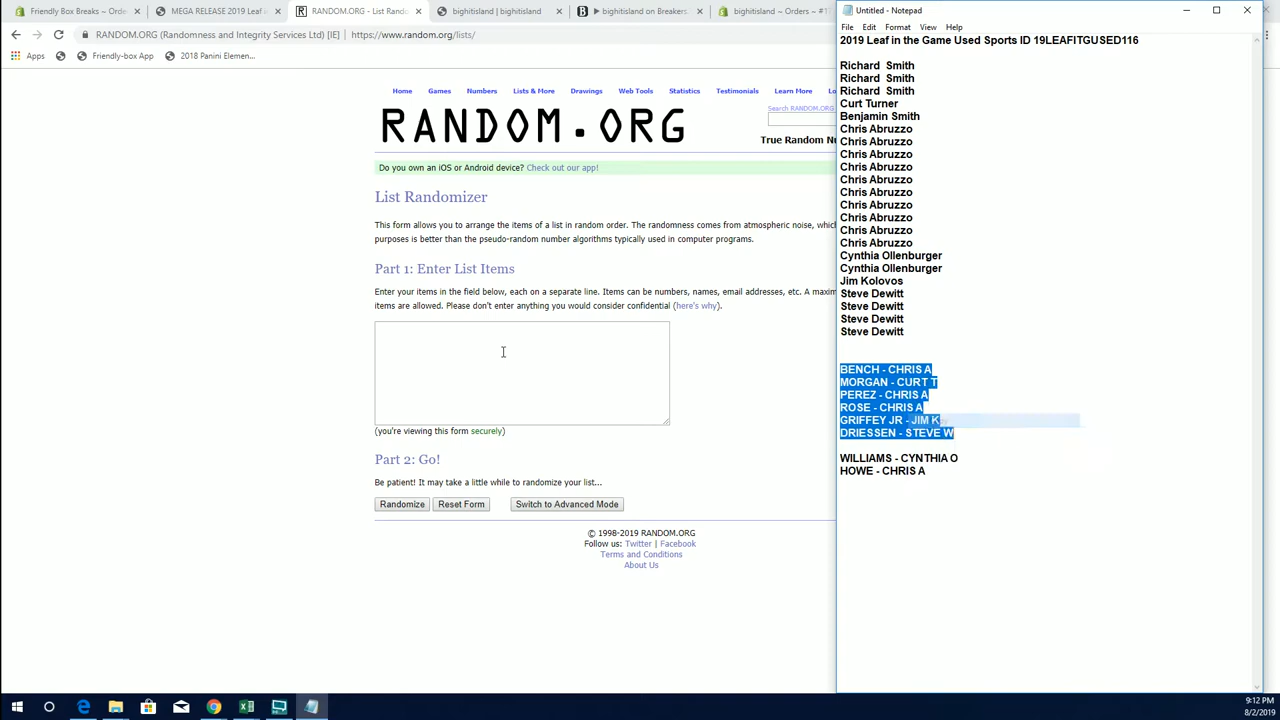 Friendly Box Breaks ~ Orde
MEGA RELEASE 2019 Leaf i
RANDOM.ORG - List Rando
bighitisland | bighitisland
bighitisland on Breakers.
bighitisland ~ Orders ~ #T
RANDOM.ORG (Randomness and Integrity Services Ltd) [IE] | https://www.random.org/lists/
Apps
Friendly-box App
2018 Panini Elemen...
Home Games Numbers Lists & More Drawings Web Tools Statistics Testimonials Learn More Lo
RANDOM.ORG
Search RANDOM.ORG
True Random Nu
Do you own an iOS or Android device? Check out our app!
List Randomizer
This form allows you to arrange the items of a list in random order. The randomness comes from atmospheric noise, whic
purposes is better than the pseudo-random number algorithms typically used in computer programs.
Part 1: Enter List Items
Enter your items in the field below, each on a separate line. Items can be numbers, names, email addresses, etc. A maxim
items are allowed. Please don't enter anything you would consider confidential (here's why).
(you're viewing this form securely)
Part 2: Go!
Be patient! It may take a little while to randomize your list...
Randomize Reset Form Switch to Advanced Mode
© 1998-2019 RANDOM.ORG
Follow us: Twitter | Facebook
Terms and Conditions
About Us
Untitled - Notepad
File Edit Format View Help
2019 Leaf in the Game Used Sports ID 19LEAFITGUSED116
Richard  Smith
Richard  Smith
Richard  Smith
Curt Turner
Benjamin Smith
Chris Abruzzo
Chris Abruzzo
Chris Abruzzo
Chris Abruzzo
Chris Abruzzo
Chris Abruzzo
Chris Abruzzo
Chris Abruzzo
Chris Abruzzo
Chris Abruzzo
Cynthia Ollenburger
Cynthia Ollenburger
Jim Kolovos
Steve Dewitt
Steve Dewitt
Steve Dewitt
Steve Dewitt
BENCH - CHRIS A
MORGAN - CURT T
PEREZ - CHRIS A
ROSE - CHRIS A
GRIFFEY JR - JIM K
DRIESSEN - STEVE W
WILLIAMS - CYNTHIA O
HOWE - CHRIS A
9:12 PM
8/2/2019